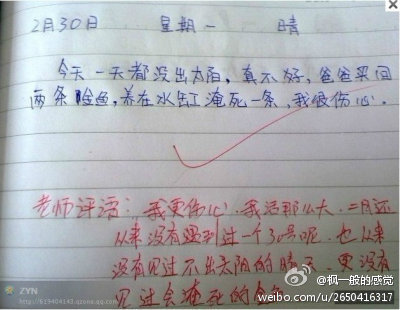 2月30日 星期一 晴
今天一天都没出太阳，真不好，爸爸买回
两条金鱼，养在水缸淹死一条，我很伤心。
老师评语：我更伤心．我活那么大．二月还
从来没有遇到过一个30号呢．也从来
没有见过不出太阳的晴天．更没有
见过会淹死的金鱼
ZYN
http://619404143.qzone.qq.com
@枫一般的感觉
weibo.com/u/2650416317